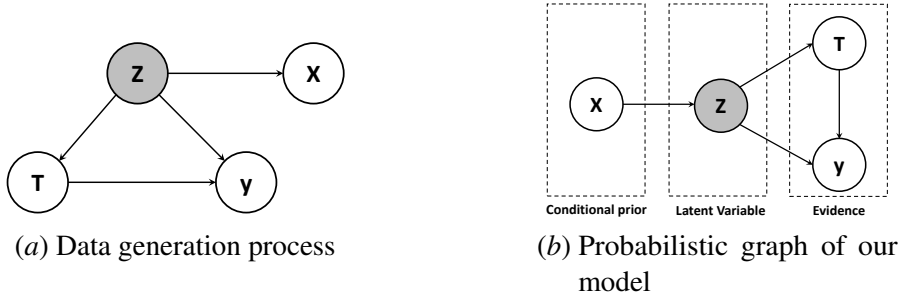 Z
X
T
y
(a) Data generation process
X
Z
T
y
Conditional prior
Latent Variable
Evidence
(b) Probabilistic graph of our
model